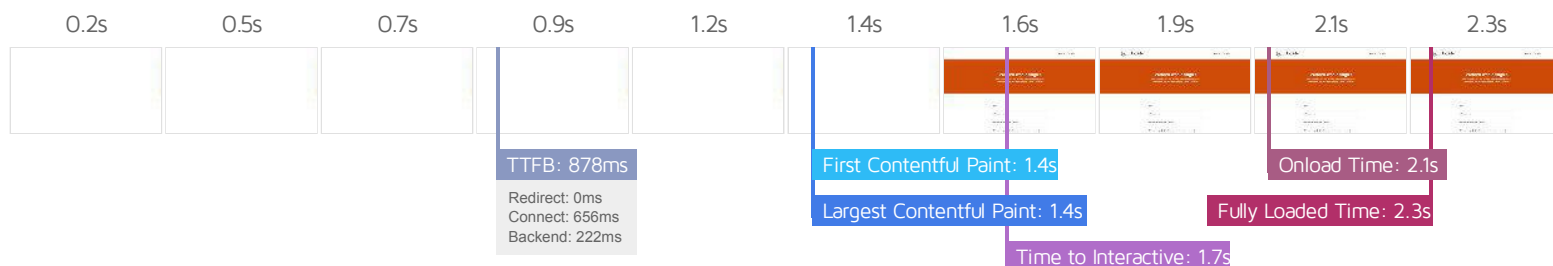 0.2s 0.5s 0.7s 0.9s 1.2s 1.4s 1.6s 1.9s 2.1s 2.3s
TTFB: 878ms
Redirect: 0ms
Connect: 656ms
Backend: 222ms
First Contentful Paint: 1.4s
Largest Contentful Paint: 1.4s
Time to Interactive: 1.7s
Onload Time: 2.1s
Fully Loaded Time: 2.3s